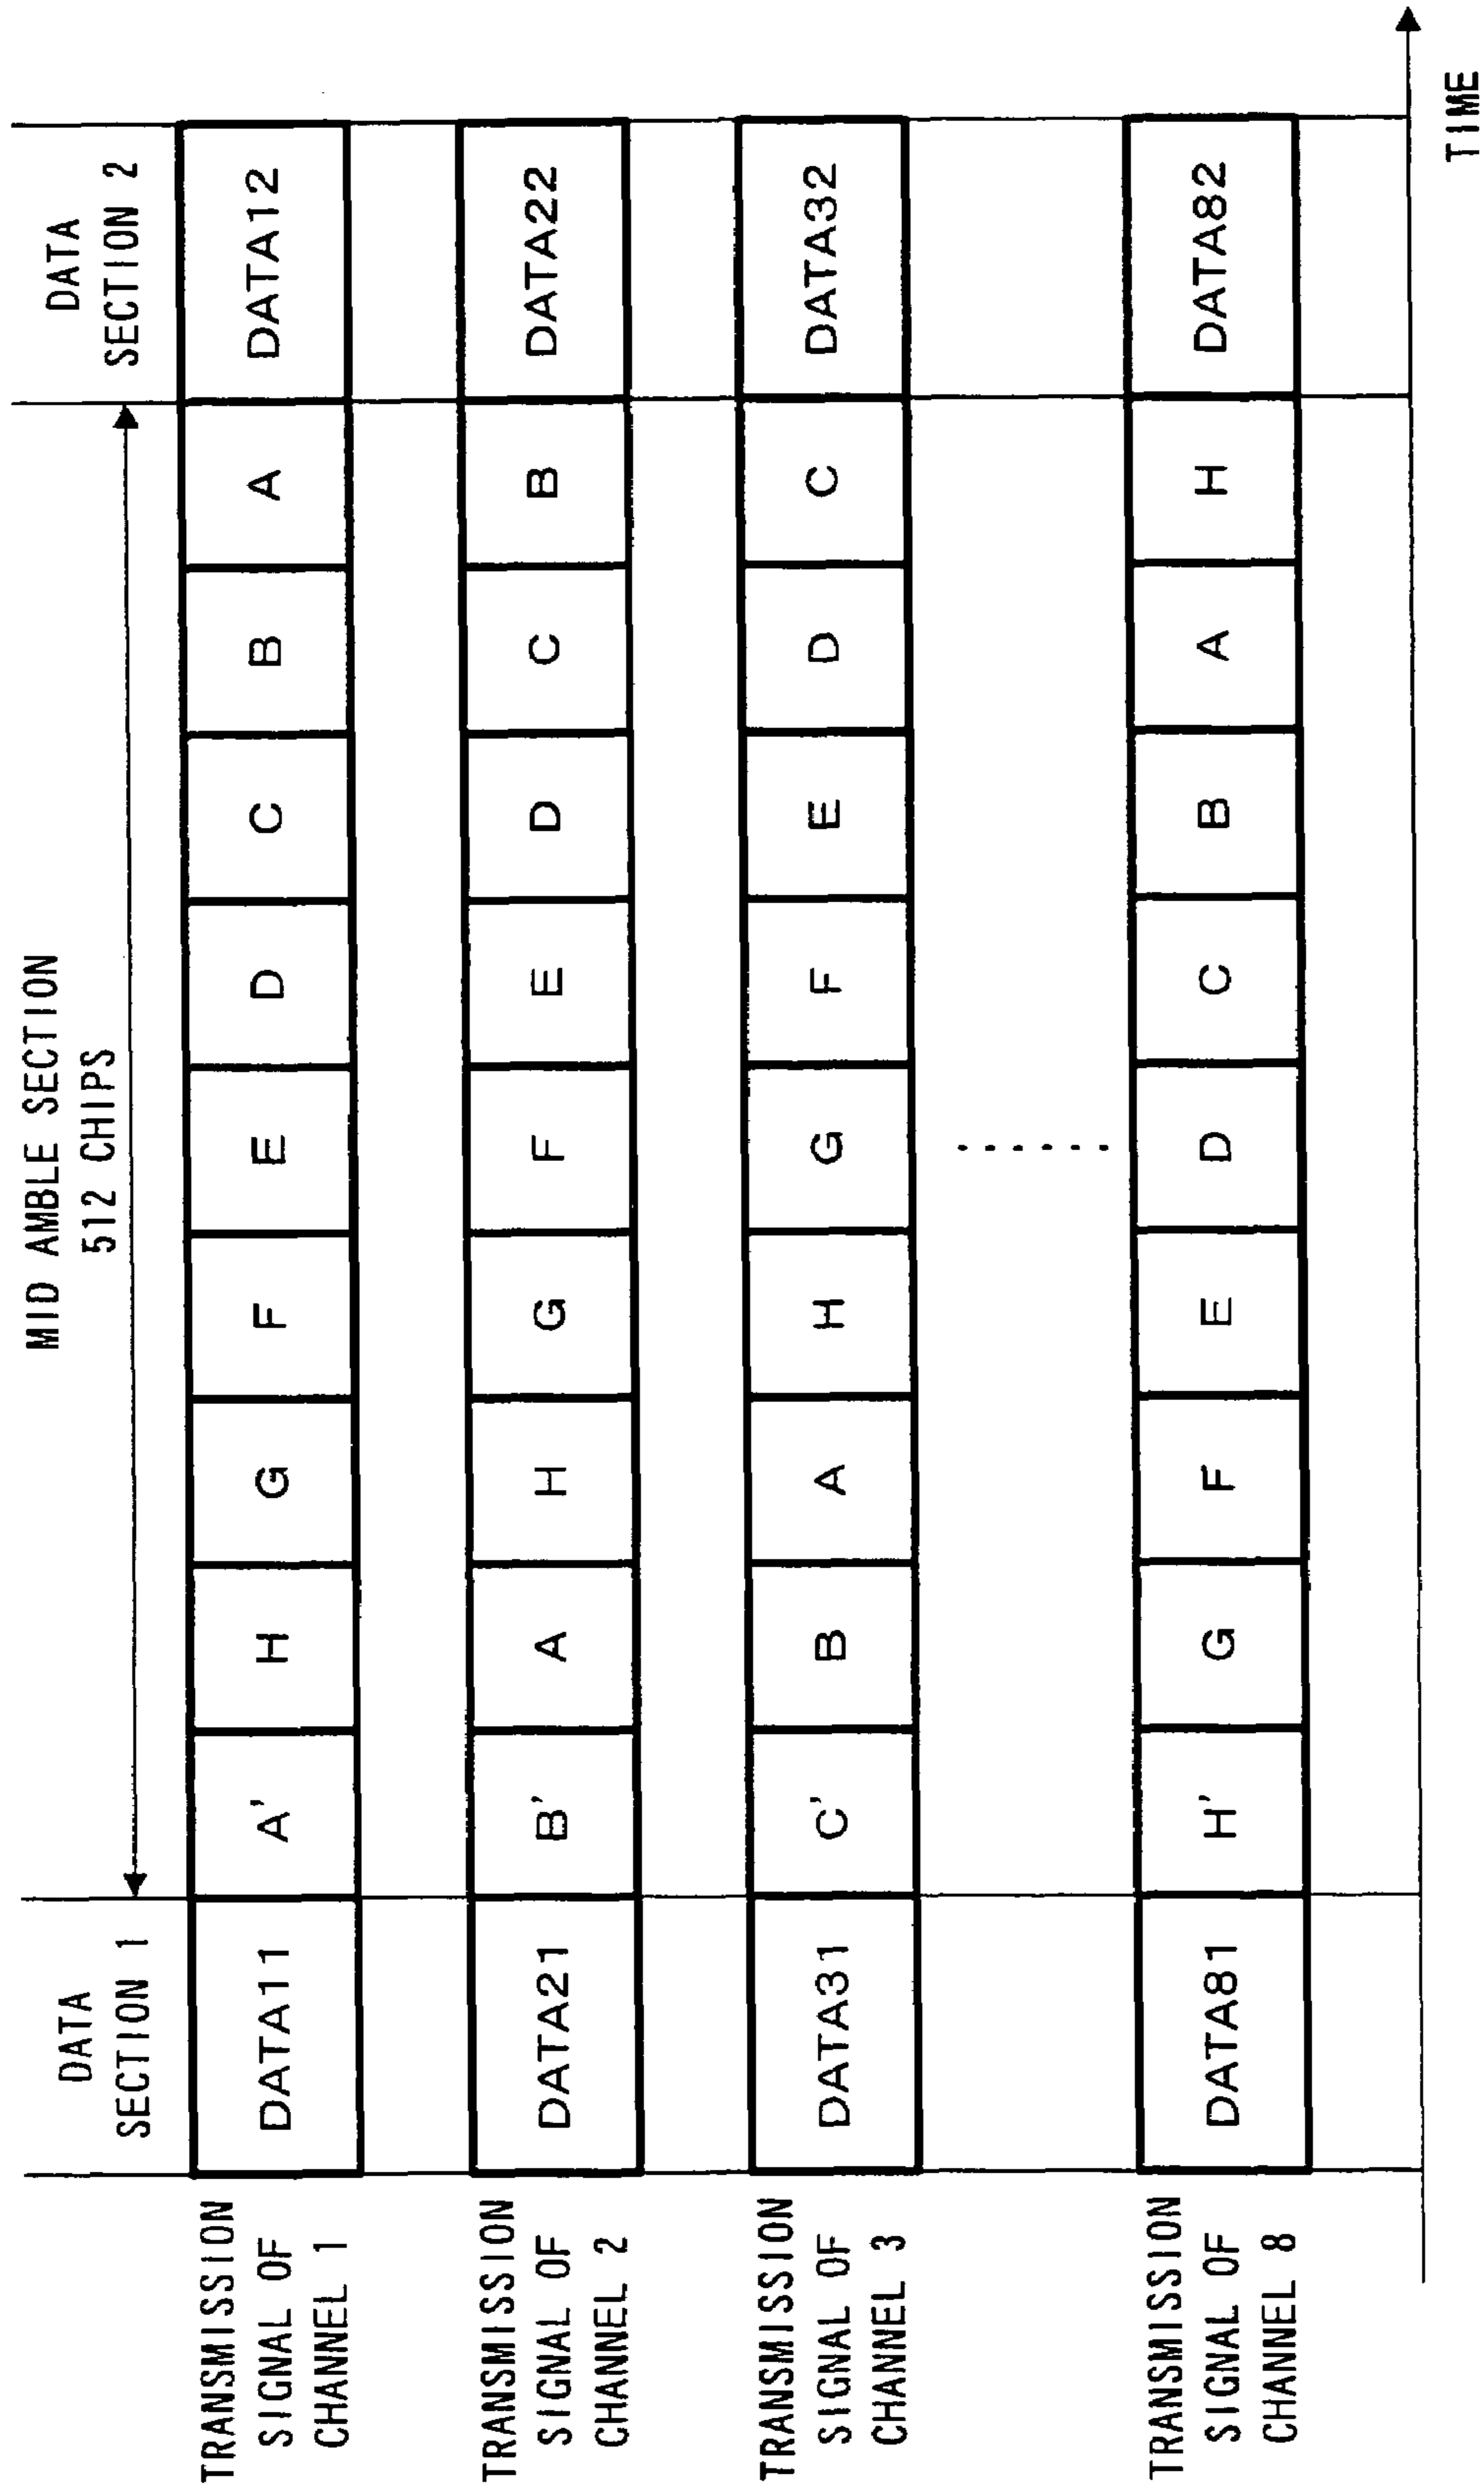 MID AMBLE SECTION
512 CHIPS
DATA
SECTION 1
DATA
SECTION 2
TRANSMISSION
SIGNAL OF
CHANNEL 1
DATA11 A' H G F E D C B A DATA12
TRANSMISSION
SIGNAL OF
CHANNEL 2
DATA21 B' A H G F E D C B DATA22
TRANSMISSION
SIGNAL OF
CHANNEL 3
DATA31 C' B A H G F E D C DATA32
TRANSMISSION
SIGNAL OF
CHANNEL 8
DATA81 H' G F E D C B A H DATA82
TIME